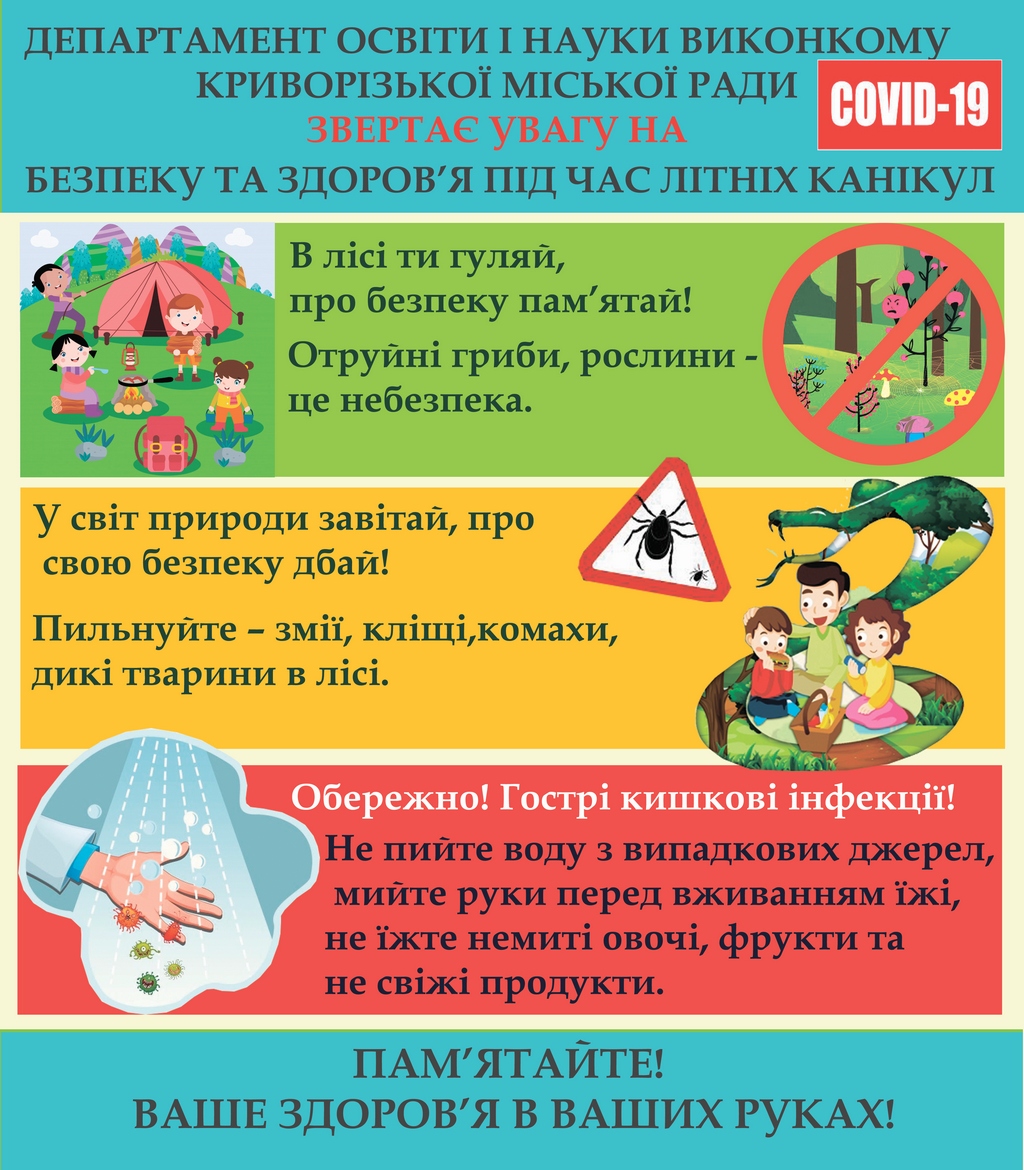 ДЕПАРТАМЕНТ ОСВІТИ І НАУКИ ВИКОНКОМУ
КРИВОРІЗЬКОЇ МІСЬКОЇ РАДИ
COVID-19
ЗВЕРТАЄ УВАГУ НА
БЕЗПЕКУ ТА ЗДОРОВ'Я ПІД ЧАС ЛІТНІХ КАНІКУЛ
В лісі ти гуляй,
про безпеку пам'ятай!
Отруйні гриби, рослини -
це небезпека.
У світ природи завітай, про
свою безпеку дбай!
Пильнуйте – змії, кліщі,комахи,
дикі тварини в лісі.
Обережно! Гострі кишкові інфекції!
Не пийте воду з випадкових джерел,
мийте руки перед вживанням їжі,
не їжте немиті овочі, фрукти та
не свіжі продукти.
ПАМ'ЯТАЙТЕ!
ВАШЕ ЗДОРОВ'Я В ВАШИХ РУКАХ!